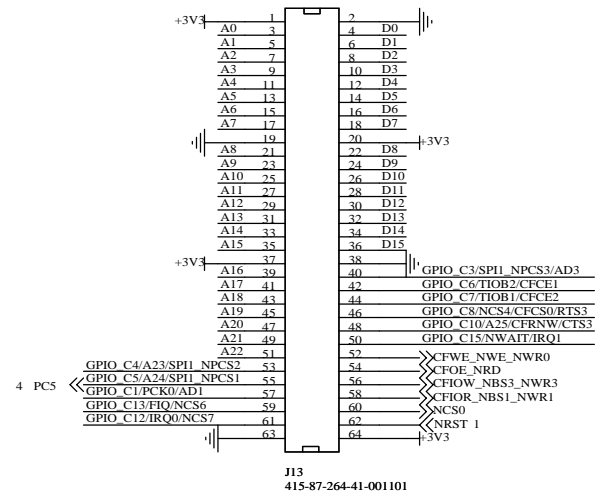 +3V3 1 2
A0 3 4 D0
A1 5 6 D1
A2 7 8 D2
A3 9 10 D3
A4 11 12 D4
A5 13 14 D5
A6 15 16 D6
A7 17 18 D7
19 20 +3V3
A8 21 22 D8
A9 23 24 D9
A10 25 26 D10
A11 27 28 D11
A12 29 30 D12
A13 31 32 D13
A14 33 34 D14
A15 35 36 D15
+3V3 37 38
A16 39 40 GPIO_C3/SPI1_NPCS3/AD3
A17 41 42 GPIO_C6/TIOB2/CFCE1
A18 43 44 GPIO_C7/TIOB1/CFCE2
A19 45 46 GPIO_C8/NCS4/CFCS0/RTS3
A20 47 48 GPIO_C10/A25/CFRNW/CTS3
A21 49 50 GPIO_C15/NWAIT/IRQ1
A22 51 52 CFWE_NWE_NWR0
GPIO_C4/A23/SPI1_NPCS2 53 54 CFOE_NRD
4 PC5 GPIO_C5/A24/SPI1_NPCS1 55 56 CFIOW_NBS3_NWR3
GPIO_C1/PCK0/AD1 57 58 CFIOR_NBS1_NWR1
GPIO_C13/FIQ/NCS6 59 60 NCS0
GPIO_C12/IRQ0/NCS7 61 62 NRST 1
63 64 +3V3
J13
415-87-264-41-001101